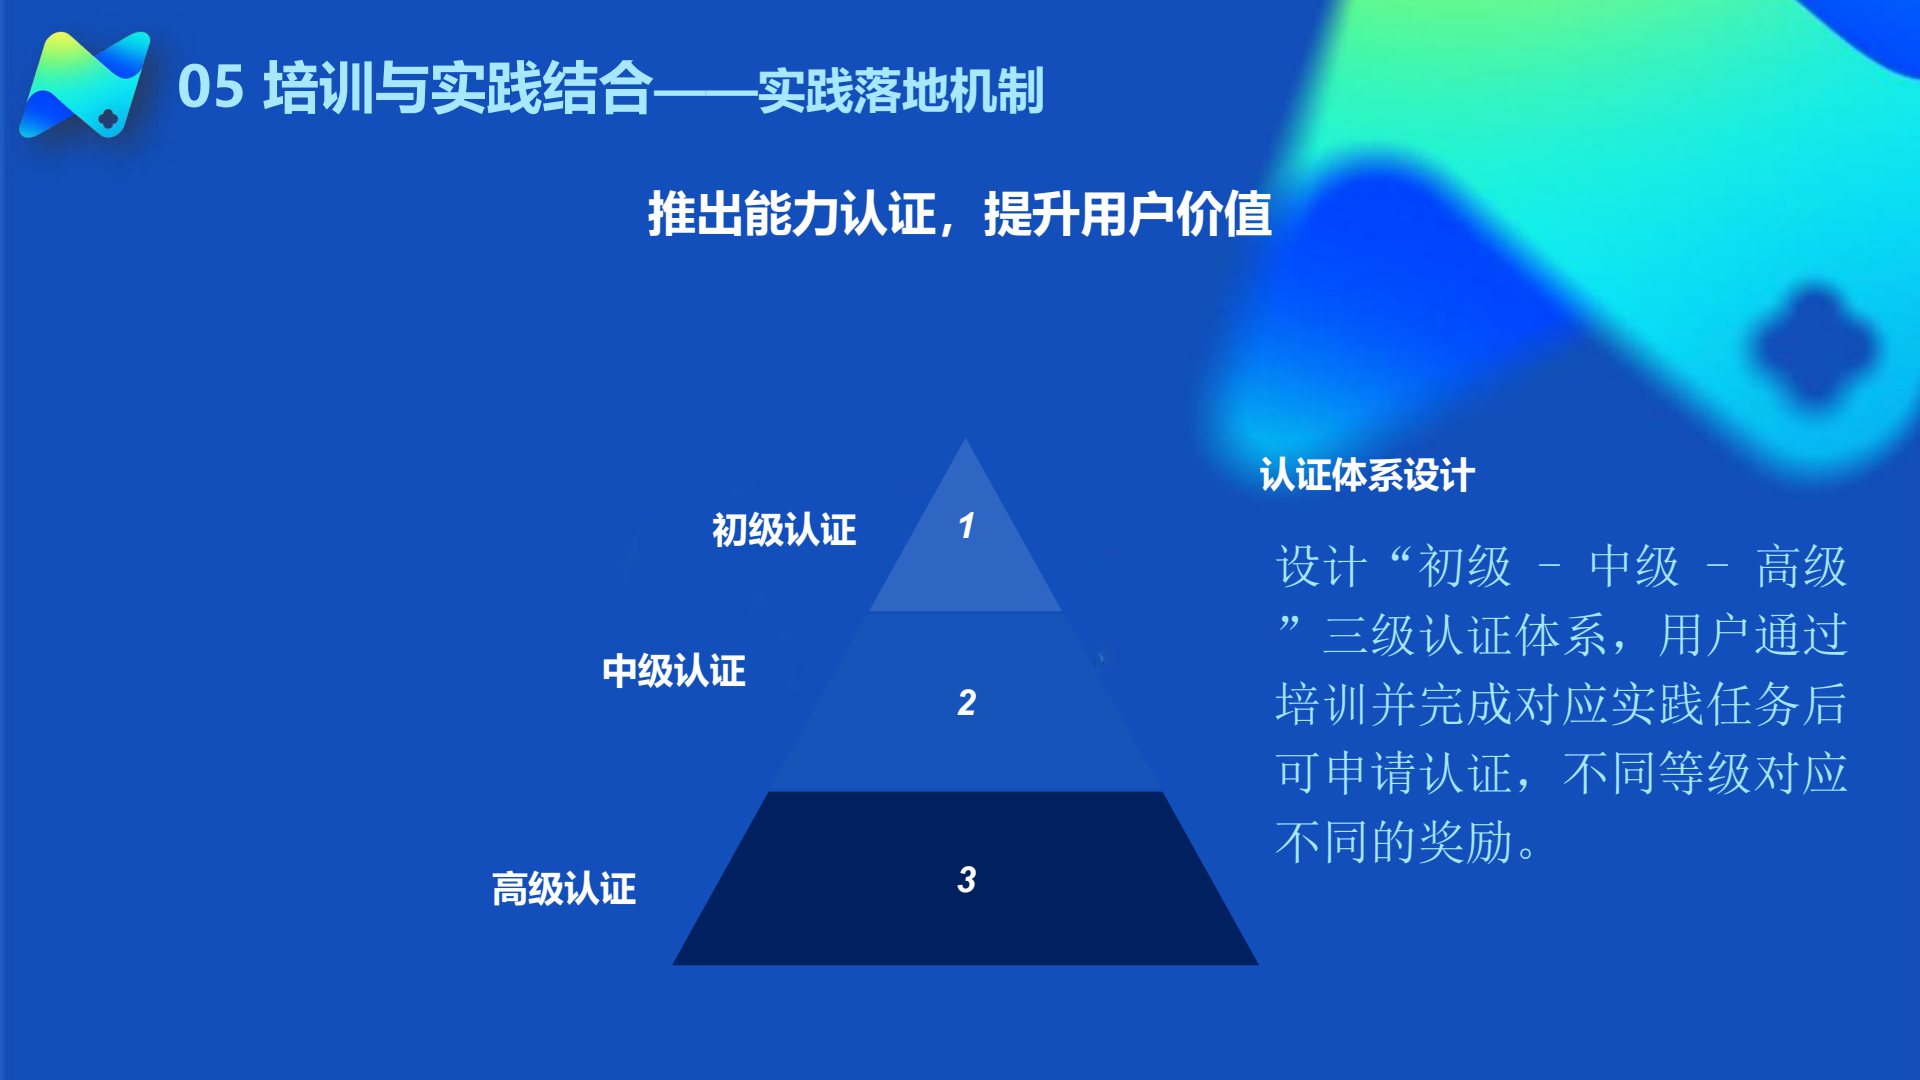 05 培训与实践结合——实践落地机制
推出能力认证，提升用户价值
初级认证
1
中级认证
2
高级认证
3
认证体系设计
设计“初级 - 中级 - 高级
”三级认证体系，用户通过
培训并完成对应实践任务后
可申请认证，不同等级对应
不同的奖励。